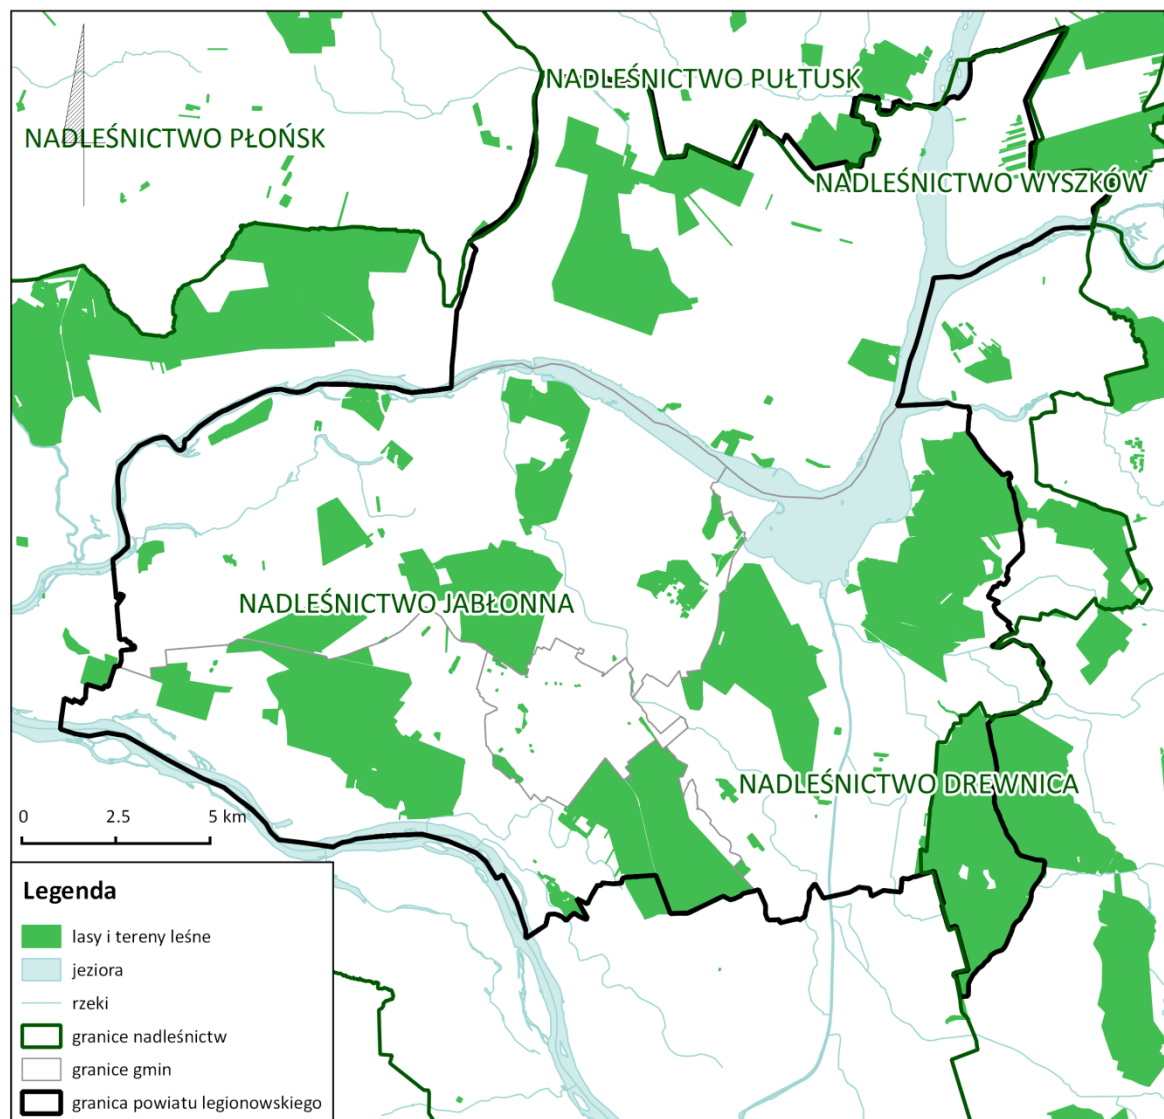 NADLEŚNICTWO PUŁTUSK
NADLEŚNICTWO PŁOŃSK
NADLEŚNICTWO WYSZKÓW
NADLEŚNICTWO JABŁONNA
NADLEŚNICTWO DREWNICA
0 2.5 5 km
Legenda
lasy i tereny leśne
jeziora
rzeki
granice nadleśnictw
granice gmin
granica powiatu legionowskiego